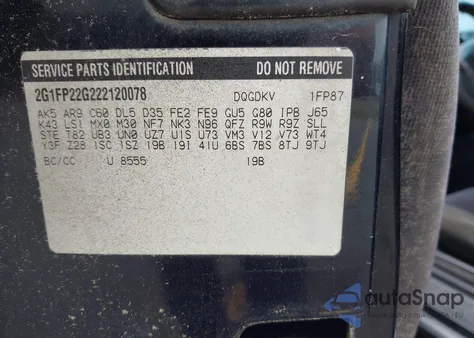 SERVICE PARTS IDENTIFICATION DO NOT REMOVE
2G1FP22G222120078 DQGDKV 1FP87
AK5 AR9 C60 DL5 D35 FE2 FE9 GU5 G80 IPB J65
K43 LS1 MX0 M30 NF7 NK3 N96 QFZ R9W R9Z SLL
STE T82 UB3 UN0 UZ7 U1S U73 VM3 V12 V73 WT4
Y3F Z28 1SC 1SZ 19B 19I 41U 6BS 7BS 8TJ 9TJ
BC/CC U 8555 19B
autoSnap